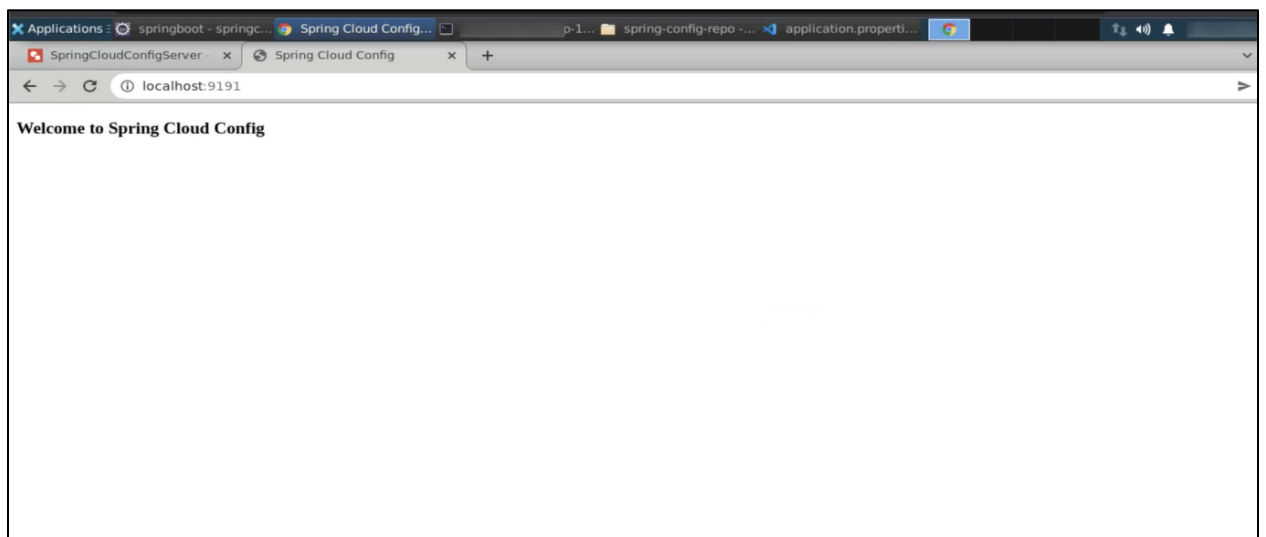 Applications springboot - springc... Spring Cloud Config... p-1... spring-config-repo -... application.properti...
SpringCloudConfigServer - Spring Cloud Config
localhost:9191
Welcome to Spring Cloud Config